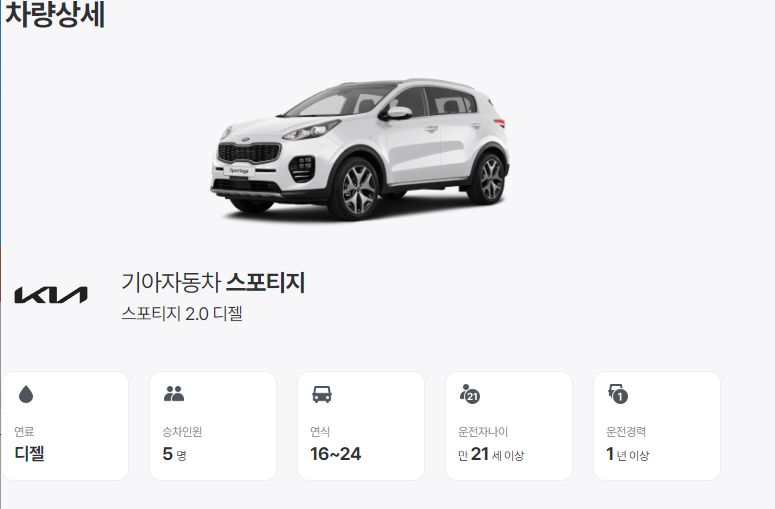 차량상세
Sportage
KIA
기아자동차 스포티지
스포티지 2.0 디젤
21
1
연료
승차인원
연식
운전자나이
운전경력
디젤
5 명
16~24
만 21 세 이상
1 년 이상